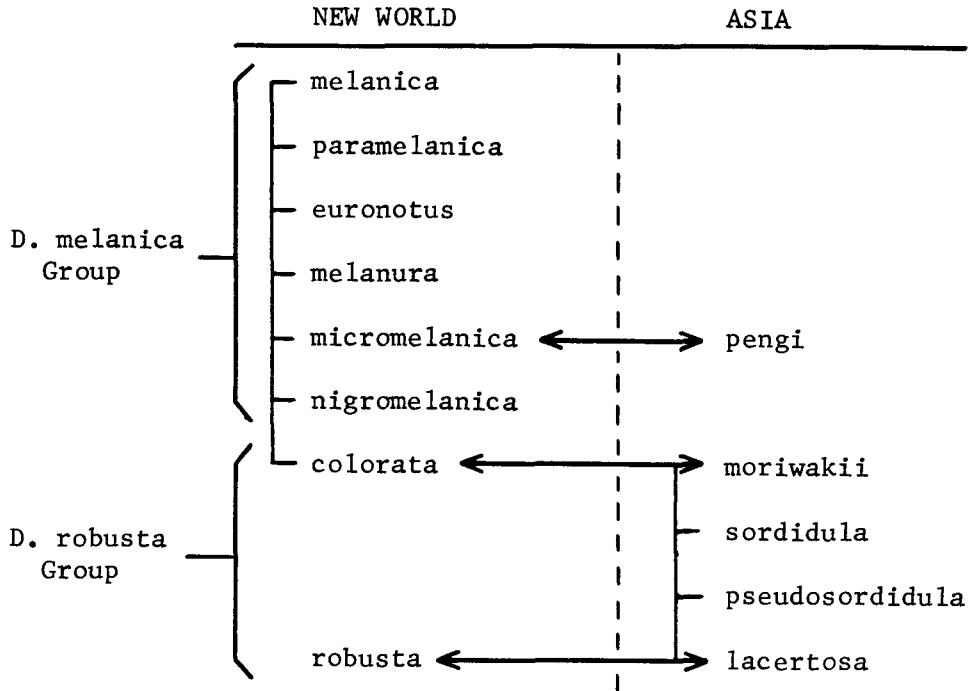 NEW WORLD ASIA
melanica
paramelanica
euronotus
D. melanica
Group
melanura
micromelanica pengi
nigromelanica
colorata moriwakii
D. robusta
Group
sordidula
pseudosordidula
robusta lacertosa